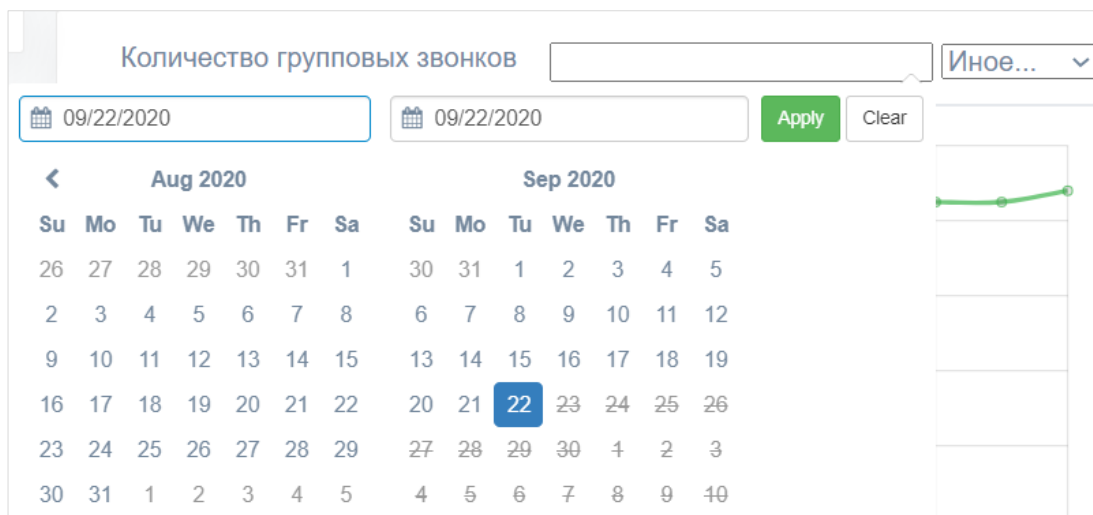 Количество групповых звонков Иное...
09/22/2020 09/22/2020 Apply Clear
Aug 2020 Sep 2020
Su Mo Tu We Th Fr Sa Su Mo Tu We Th Fr Sa
26 27 28 29 30 31 1 30 31 1 2 3 4 5
2 3 4 5 6 7 8 6 7 8 9 10 11 12
9 10 11 12 13 14 15 13 14 15 16 17 18 19
16 17 18 19 20 21 22 20 21 22 23 24 25 26
23 24 25 26 27 28 29 27 28 29 30 1 2 3
30 31 1 2 3 4 5 4 5 6 7 8 9 10